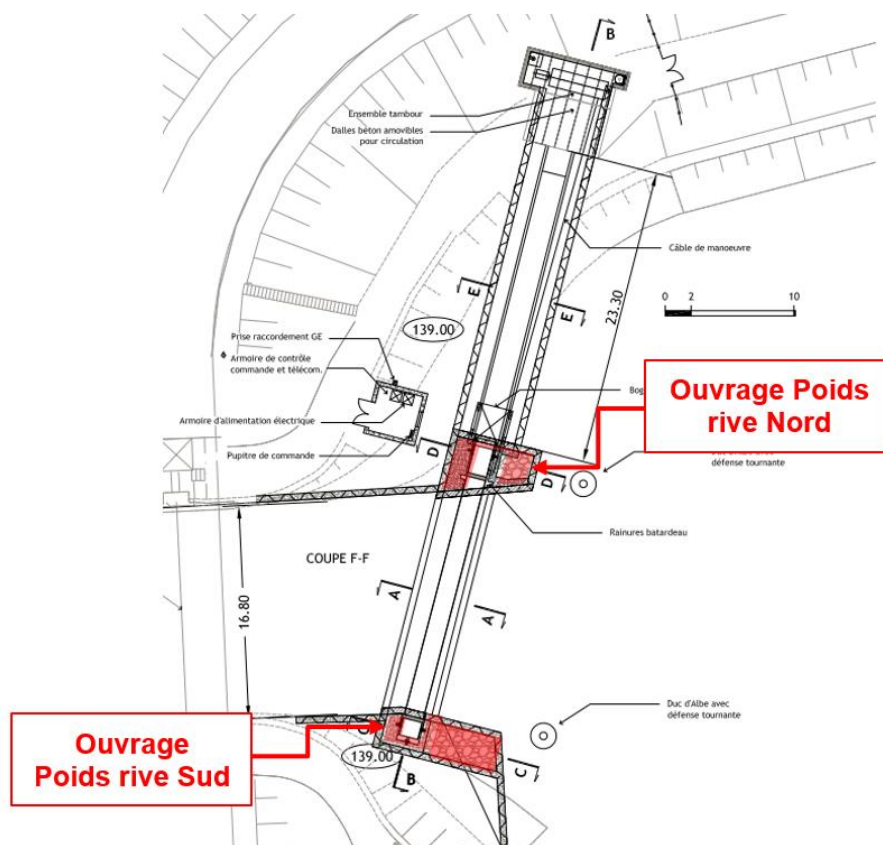 B
Ensemble tambour
Dalles béton amovibles
pour circulation
Câble de manoeuvre
E
E
23.30
0 2 10
139.00
Prise raccordement GE
Armoire de contrôle
commande et télécom.
Ouvrage Poids
rive Nord
Armoire d'alimentation électrique
Pupitre de commande
D
D
défense tournante
Rainures batardeau
COUPE F-F
16.80
A
A
Duc d'Albe avec
défense tournante
Ouvrage
Poids rive Sud
139.00
B
C